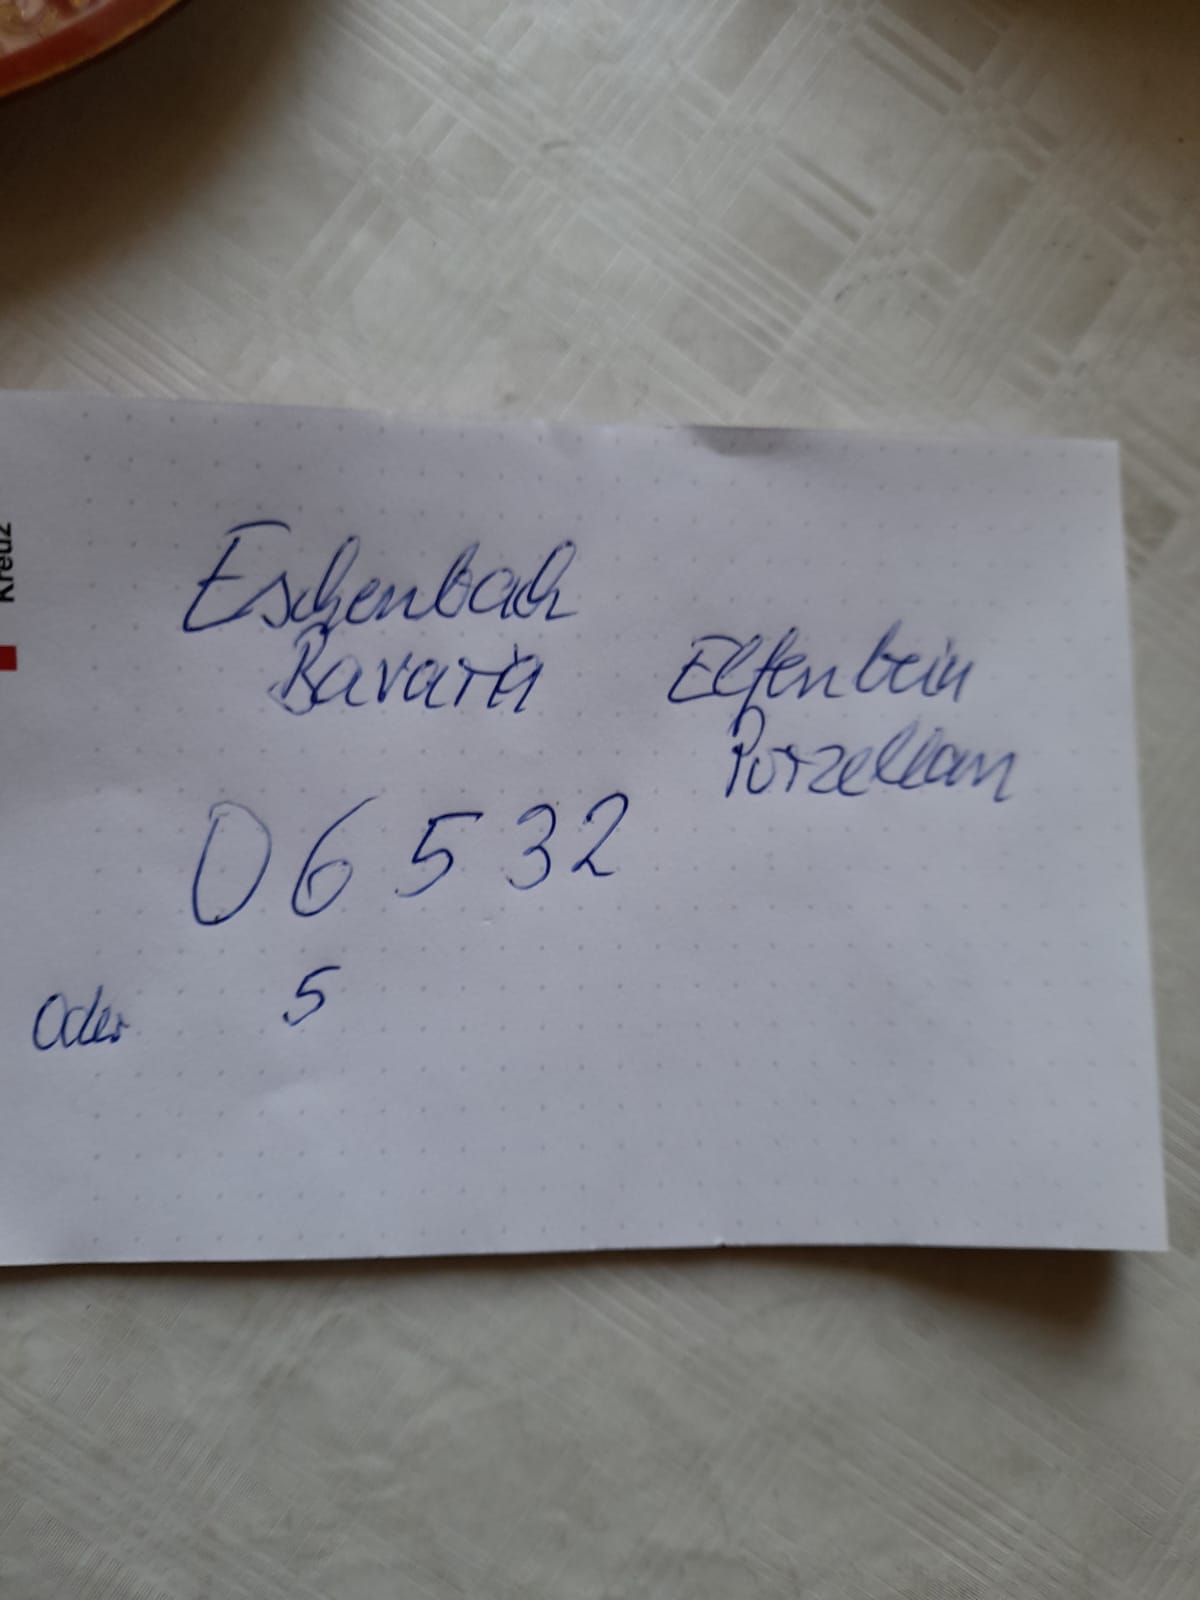 Kreuz
Eschenbach
Bavaria
Elfenbein
Porzellan
06532
Oder 5